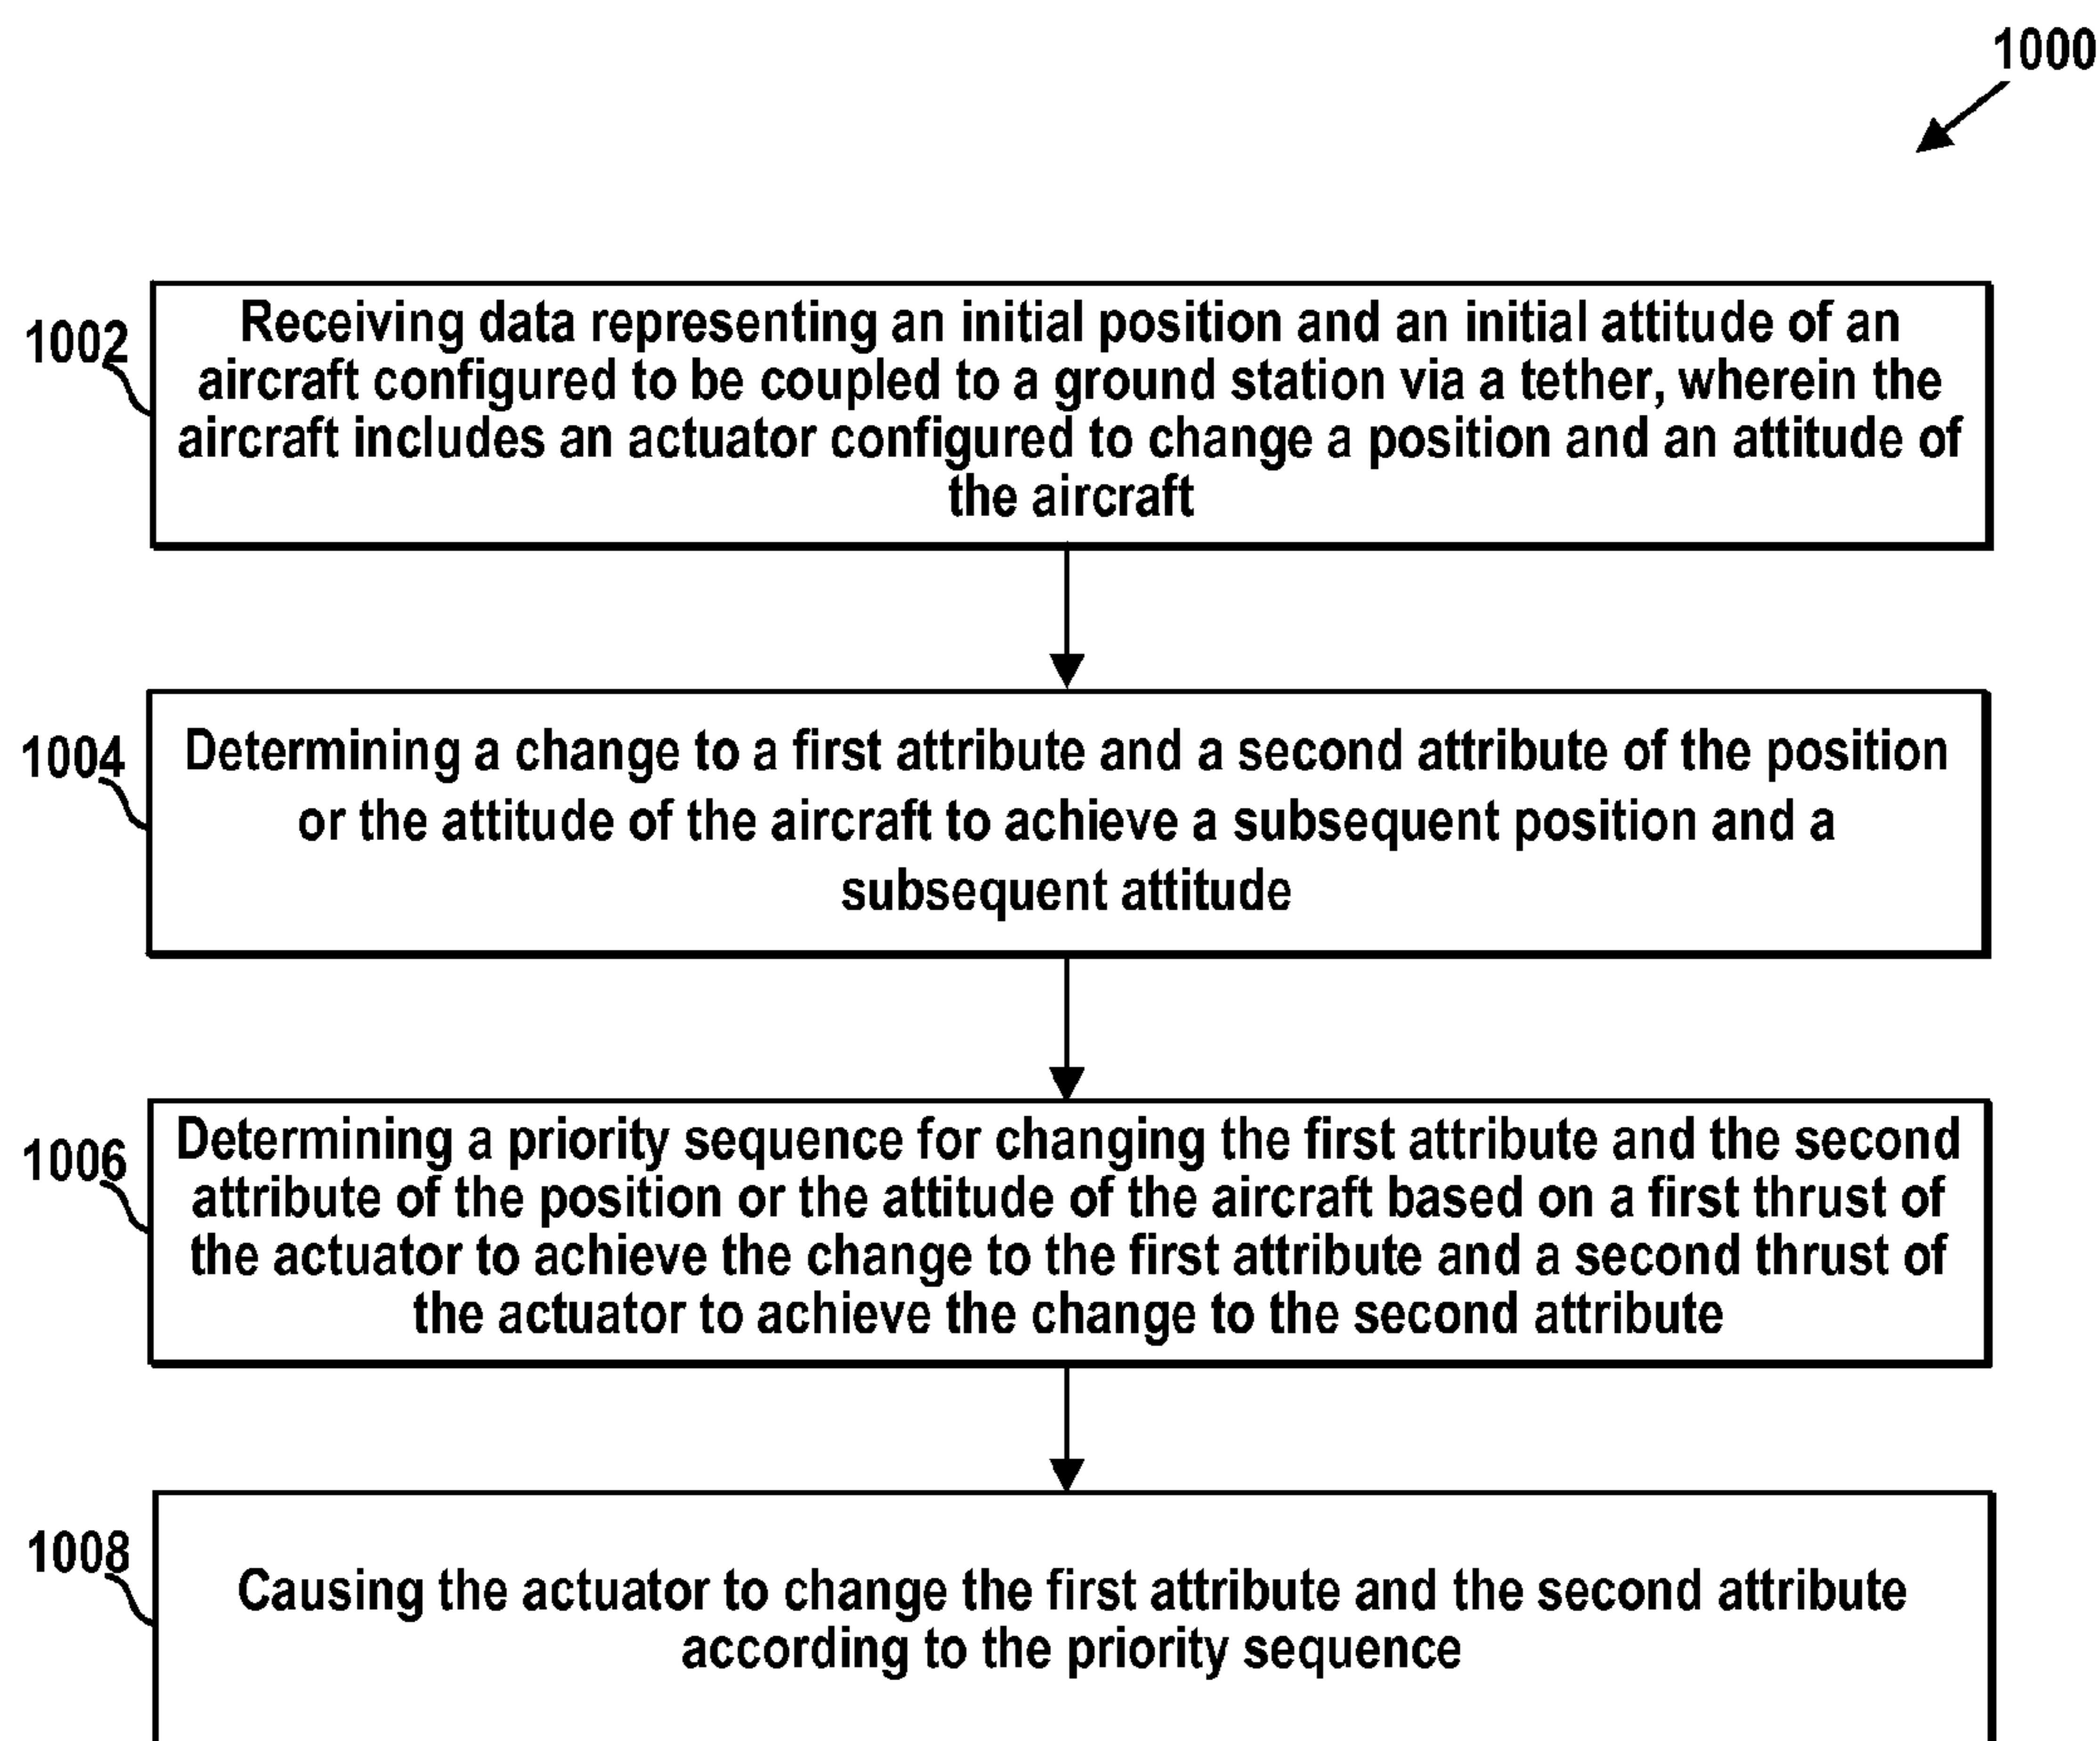 1000
1002
Receiving data representing an initial position and an initial attitude of an
aircraft configured to be coupled to a ground station via a tether, wherein the
aircraft includes an actuator configured to change a position and an attitude of
the aircraft
1004
Determining a change to a first attribute and a second attribute of the position
or the attitude of the aircraft to achieve a subsequent position and a
subsequent attitude
1006
Determining a priority sequence for changing the first attribute and the second
attribute of the position or the attitude of the aircraft based on a first thrust of
the actuator to achieve the change to the first attribute and a second thrust of
the actuator to achieve the change to the second attribute
1008
Causing the actuator to change the first attribute and the second attribute
according to the priority sequence